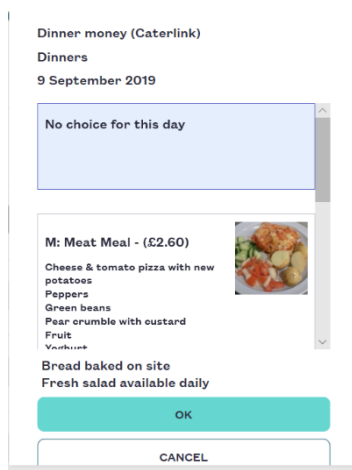 Dinner money (Caterlink)
Dinners
9 September 2019
No choice for this day
M: Meat Meal - (£2.60)
Cheese & tomato pizza with new
potatoes
Peppers
Green beans
Pear crumble with custard
Fruit
Yoghurt
Bread baked on site
Fresh salad available daily
OK
CANCEL